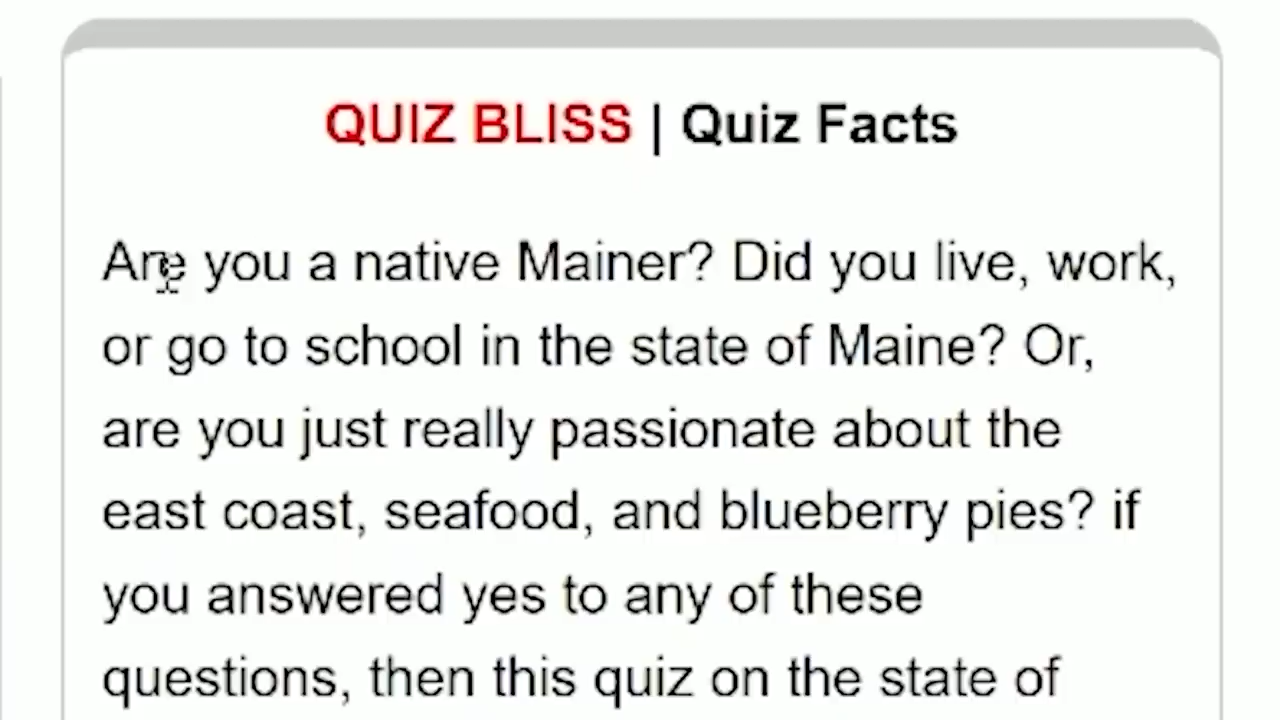 QUIZ BLISS | Quiz Facts
Are you a native Mainer? Did you live, work,
or go to school in the state of Maine? Or,
are you just really passionate about the
east coast, seafood, and blueberry pies? if
you answered yes to any of these
questions, then this quiz on the state of